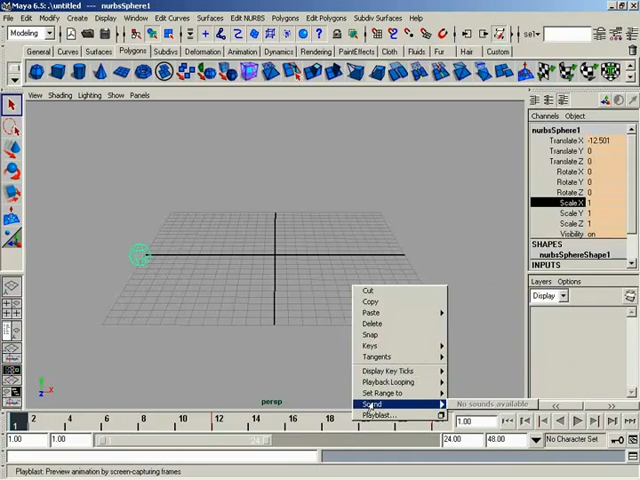 Maya 6.5: .\untitled --- nurbsSphere1
File Edit Modify Create Display Window Edit Curves Surfaces Edit NURBS Polygons Edit Polygons Subdiv Surfaces Help
Modeling sel
General Curves Surfaces Polygons Subdivs Deformation Animation Dynamics Rendering PaintEffects Cloth Fluids Fur Hair Custom
View Shading Lighting Show Panels
Channels Object
nurbsSphere1
Translate X -12.501
Translate Y 0
Translate Z 0
Rotate X 0
Rotate Y 0
Rotate Z 0
Scale X 1
Scale Y 1
Scale Z 1
Visibility on
SHAPES
nurbsSphereShape1
INPUTS
Layers Options
Display
Cut
Copy
Paste
Delete
Snap
Keys
Tangents
Display Key Ticks
Playback Looping
Set Range to
Sound
No sounds available
Playblast...
y
x
persp
2 4 6 8 10 12 14 16
1.00
1.00 1.00 24.00 48.00 No Character Set
Playblast: Preview animation by screen-capturing frames